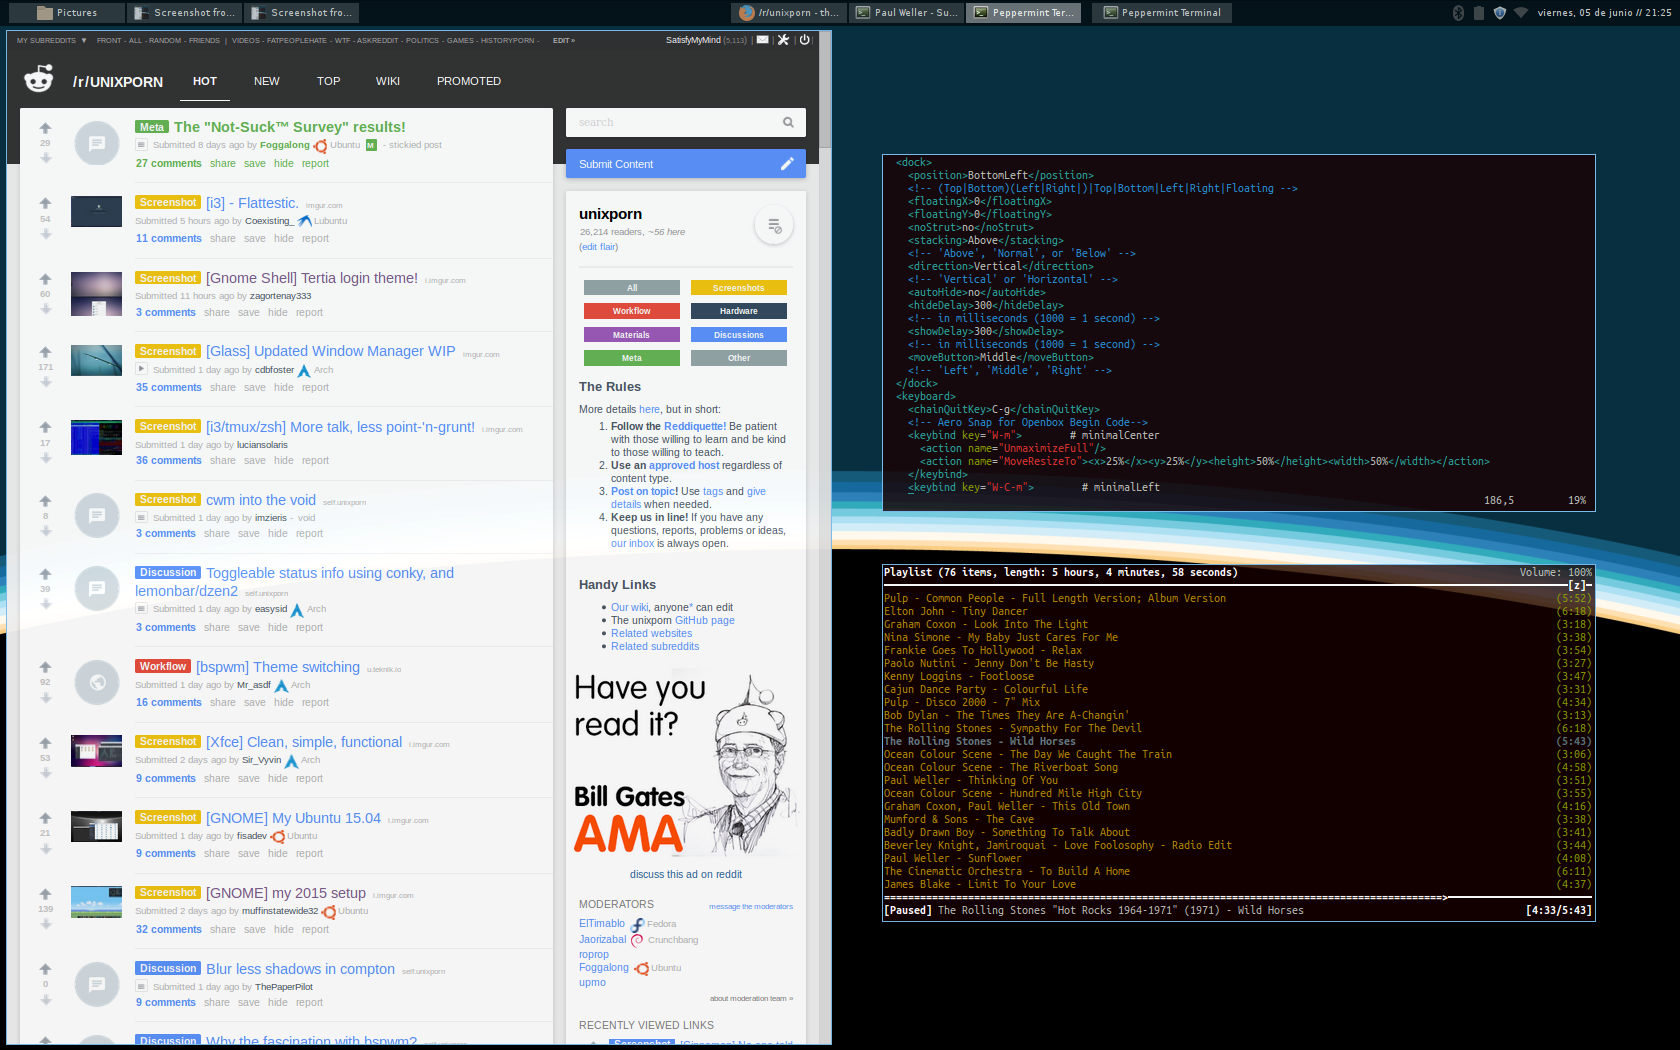 Pictures
Screenshot fro...
Screenshot fro...
/r/unixporn - th...
Paul Weller - Su...
Peppermint Ter...
Peppermint Terminal
viernes, 05 de junio // 21:25
MY SUBREDDITS ▼ FRONT - ALL - RANDOM - FRIENDS | VIDEOS - FATPEOPLEHATE - WTF - ASKREDDIT - POLITICS - GAMES - HISTORYPORN - EDIT »
SatisfyMyMind (5,113) | | |
/r/UNIXPORN HOT NEW TOP WIKI PROMOTED
29
Meta The "Not-Suck™ Survey" results!
Submitted 8 days ago by Foggalong Ubuntu M - stickied post
27 comments share save hide report
54
Screenshot [i3] - Flattestic. imgur.com
Submitted 5 hours ago by Coexisting_ Lubuntu
11 comments share save hide report
60
Screenshot [Gnome Shell] Tertia login theme! i.imgur.com
Submitted 11 hours ago by zagortenay333
3 comments share save hide report
171
Screenshot [Glass] Updated Window Manager WIP imgur.com
Submitted 1 day ago by cdbfoster Arch
35 comments share save hide report
17
Screenshot [i3/tmux/zsh] More talk, less point-'n-grunt! i.imgur.com
Submitted 1 day ago by luciansolaris
36 comments share save hide report
8
Screenshot cwm into the void self.unixporn
Submitted 1 day ago by imzieris - void
3 comments share save hide report
39
Discussion Toggleable status info using conky, and
lemonbar/dzen2 self.unixporn
Submitted 1 day ago by easysid Arch
3 comments share save hide report
92
Workflow [bspwm] Theme switching u.teknik.io
Submitted 1 day ago by Mr_asdf Arch
16 comments share save hide report
53
Screenshot [Xfce] Clean, simple, functional i.imgur.com
Submitted 2 days ago by Sir_Vyvin Arch
9 comments share save hide report
21
Screenshot [GNOME] My Ubuntu 15.04 i.imgur.com
Submitted 1 day ago by fisadev Ubuntu
9 comments share save hide report
139
Screenshot [GNOME] my 2015 setup i.imgur.com
Submitted 2 days ago by muffinstatewide32 Ubuntu
32 comments share save hide report
0
Discussion Blur less shadows in compton self.unixporn
Submitted 1 day ago by ThePaperPilot
9 comments share save hide report
Discussion Why the fascination with bspwm? self.unixporn
search
Submit Content
unixporn
26,214 readers, ~56 here
(edit flair)
All Screenshots
Workflow Hardware
Materials Discussions
Meta Other
The Rules
More details here, but in short:
1. Follow the Reddiquette! Be patient
with those willing to learn and be kind
to those willing to teach.
2. Use an approved host regardless of
content type.
3. Post on topic! Use tags and give
details when needed.
4. Keep us in line! If you have any
questions, reports, problems or ideas,
our inbox is always open.
Handy Links
• Our wiki, anyone* can edit
• The unixporn GitHub page
• Related websites
• Related subreddits
Have you
read it?
Bill Gates
AMA
discuss this ad on reddit
MODERATORS message the moderators
ElTimablo Fedora
Jaorizabal Crunchbang
roprop
Foggalong Ubuntu
upmo
about moderation team »
RECENTLY VIEWED LINKS
<dock>
<position>BottomLeft</position>
<!-- (Top|Bottom)(Left|Right|)|Top|Bottom|Left|Right|Floating -->
<floatingX>0</floatingX>
<floatingY>0</floatingY>
<noStrut>no</noStrut>
<stacking>Above</stacking>
<!-- 'Above', 'Normal', or 'Below' -->
<direction>Vertical</direction>
<!-- 'Vertical' or 'Horizontal' -->
<autoHide>no</autoHide>
<hideDelay>300</hideDelay>
<!-- in milliseconds (1000 = 1 second) -->
<showDelay>300</showDelay>
<!-- in milliseconds (1000 = 1 second) -->
<moveButton>Middle</moveButton>
<!-- 'Left', 'Middle', 'Right' -->
</dock>
<keyboard>
<chainQuitKey>C-g</chainQuitKey>
<!-- Aero Snap for Openbox Begin Code-->
<keybind key="W-m"> # minimalCenter
<action name="UnmaximizeFull"/>
<action name="MoveResizeTo"><x>25%</x><y>25%</y><height>50%</height><width>50%</width></action>
</keybind>
<keybind key="W-C-m"> # minimalLeft
186,5 19%
Playlist (76 items, length: 5 hours, 4 minutes, 58 seconds) Volume: 100%
[z]
Pulp - Common People - Full Length Version; Album Version (5:52)
Elton John - Tiny Dancer (6:18)
Graham Coxon - Look Into The Light (3:18)
Nina Simone - My Baby Just Cares For Me (3:38)
Frankie Goes To Hollywood - Relax (3:54)
Paolo Nutini - Jenny Don't Be Hasty (3:27)
Kenny Loggins - Footloose (3:47)
Cajun Dance Party - Colourful Life (3:31)
Pulp - Disco 2000 - 7" Mix (4:34)
Bob Dylan - The Times They Are A-Changin' (3:13)
The Rolling Stones - Sympathy For The Devil (6:18)
The Rolling Stones - Wild Horses (5:43)
Ocean Colour Scene - The Day We Caught The Train (3:06)
Ocean Colour Scene - The Riverboat Song (4:58)
Paul Weller - Thinking Of You (3:51)
Ocean Colour Scene - Hundred Mile High City (3:55)
Graham Coxon, Paul Weller - This Old Town (4:16)
Mumford & Sons - The Cave (3:38)
Badly Drawn Boy - Something To Talk About (3:41)
Beverley Knight, Jamiroquai - Love Foolosophy - Radio Edit (3:44)
Paul Weller - Sunflower (4:08)
The Cinematic Orchestra - To Build A Home (6:11)
James Blake - Limit To Your Love (4:37)
[Paused] The Rolling Stones "Hot Rocks 1964-1971" (1971) - Wild Horses [4:33/5:43]